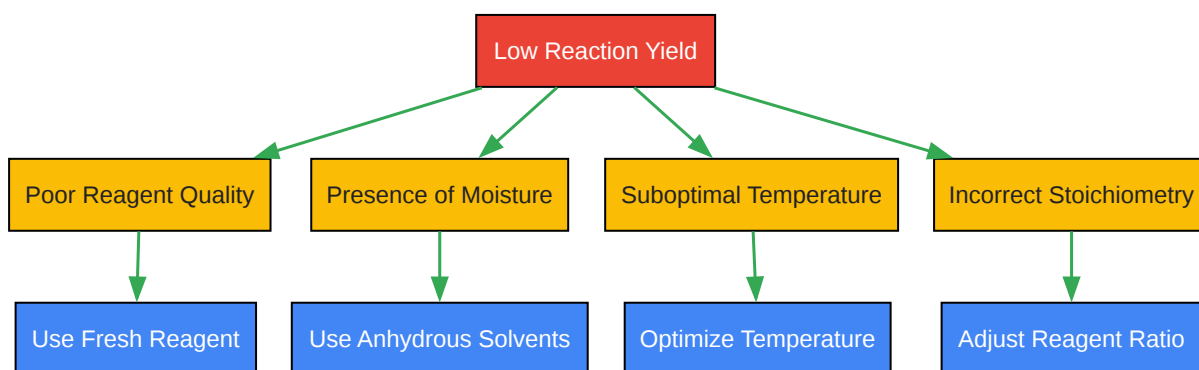 Low Reaction Yield
Poor Reagent Quality
Presence of Moisture
Suboptimal Temperature
Incorrect Stoichiometry
Use Fresh Reagent
Use Anhydrous Solvents
Optimize Temperature
Adjust Reagent Ratio